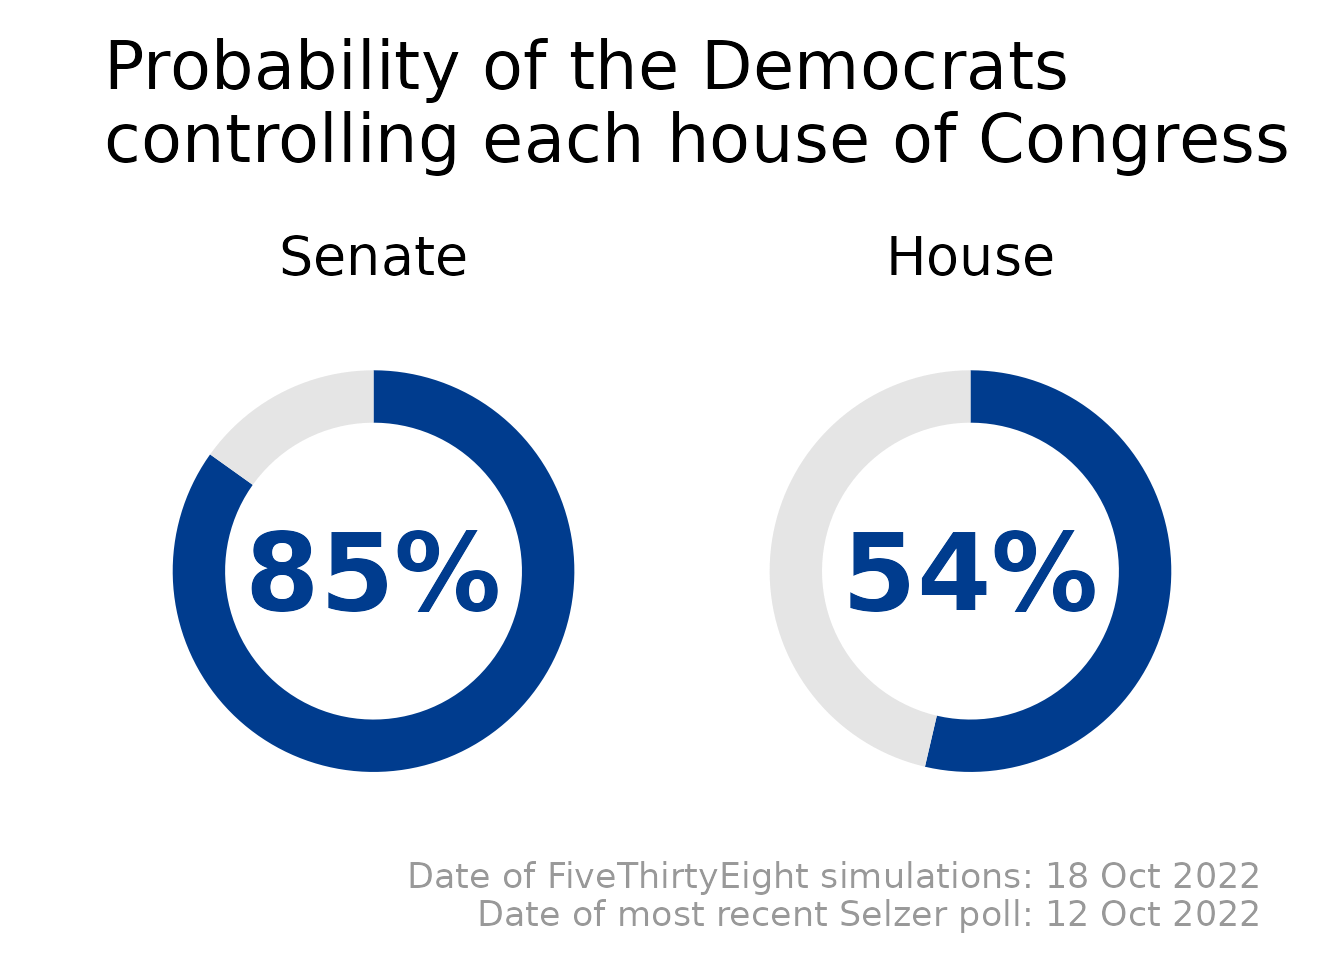 Probability of the Democrats
controlling each house of Congress
Senate
House
85%
54%
Date of FiveThirtyEight simulations: 18 Oct 2022
Date of most recent Selzer poll: 12 Oct 2022